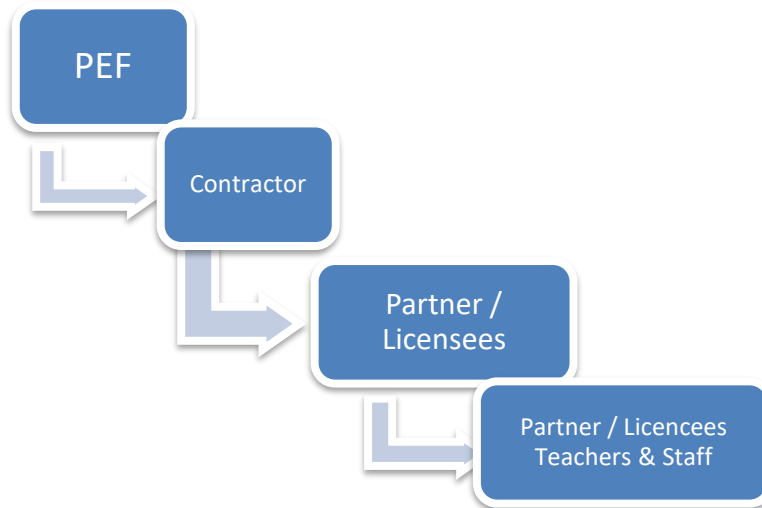 PEF
Contractor
Partner /
Licensees
Partner / Licencees
Teachers & Staff